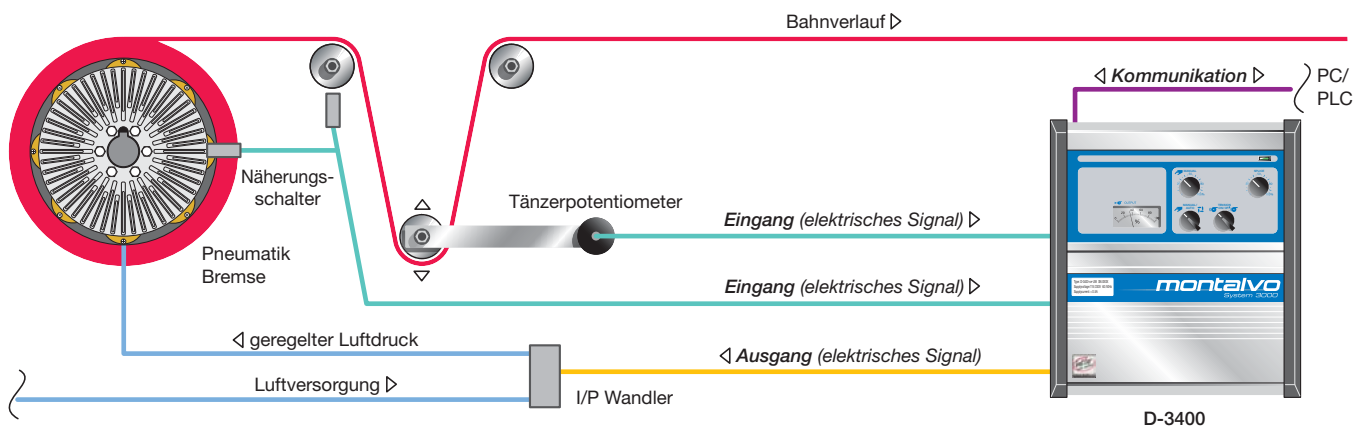 Bahnverlauf ▷
◁ Kommunikation ▷
PC/
PLC
Näherungs-
schalter
Tänzerpotentiometer
Eingang (elektrisches Signal) ▷
Pneumatik
Bremse
Eingang (elektrisches Signal) ▷
montalvo
System 3000
◁ geregelter Luftdruck
◁ Ausgang (elektrisches Signal)
Luftversorgung ▷
I/P Wandler
D-3400